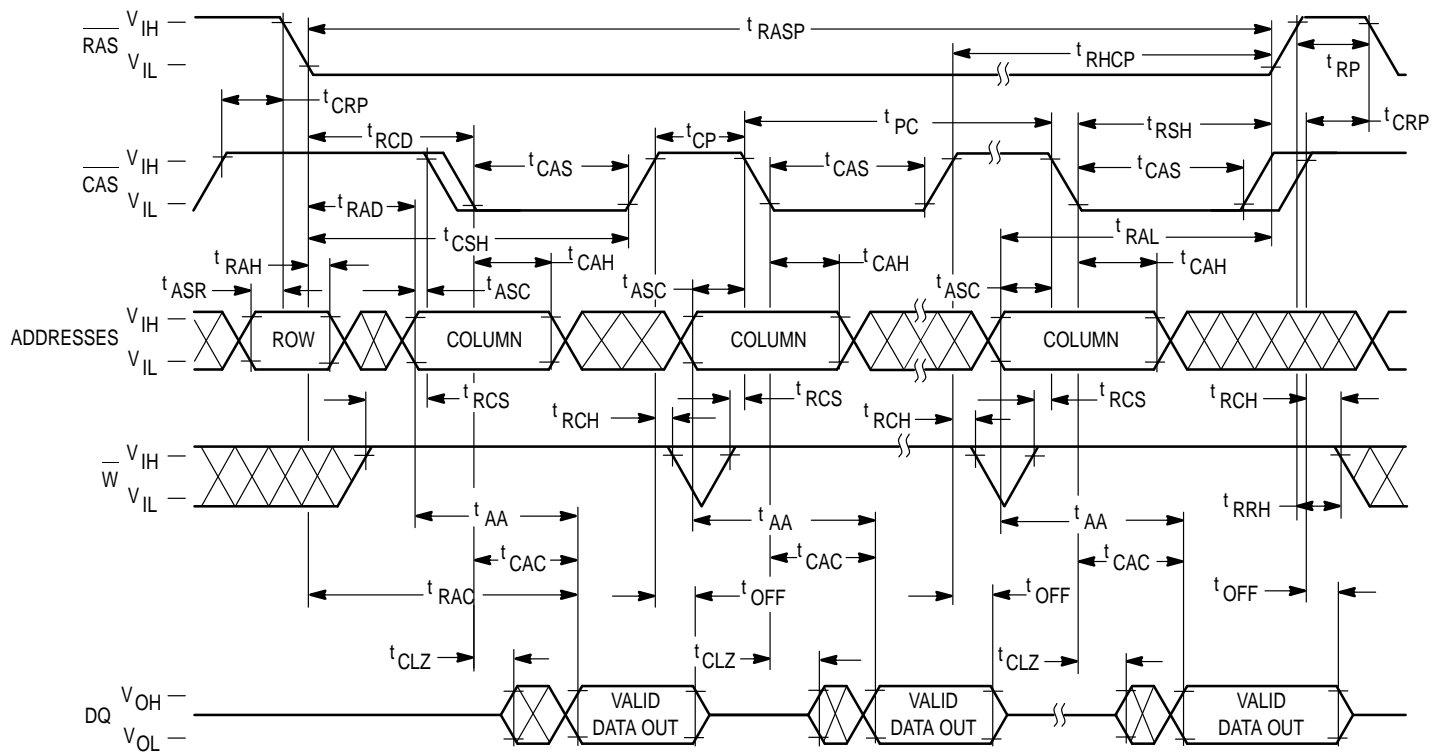 V IH
RAS
V IL
t RASP
t RHCP
t RP
t CRP
t RCD
t CP
t PC
t RSH
t CRP
V IH
CAS
V IL
t CAS
t CAS
t CAS
t RAD
t CSH
t RAL
t RAH
t CAH
t CAH
t CAH
t ASR
t ASC
t ASC
t ASC
ADDRESSES
V IH
V IL
ROW
COLUMN
COLUMN
COLUMN
t RCS
t RCH
t RCS
t RCH
t RCS
t RCH
V IH
W
V IL
t RRH
t AA
t AA
t AA
t CAC
t CAC
t CAC
t RAC
t OFF
t OFF
t OFF
t CLZ
t CLZ
t CLZ
V OH
DQ
V OL
VALID
DATA OUT
VALID
DATA OUT
VALID
DATA OUT